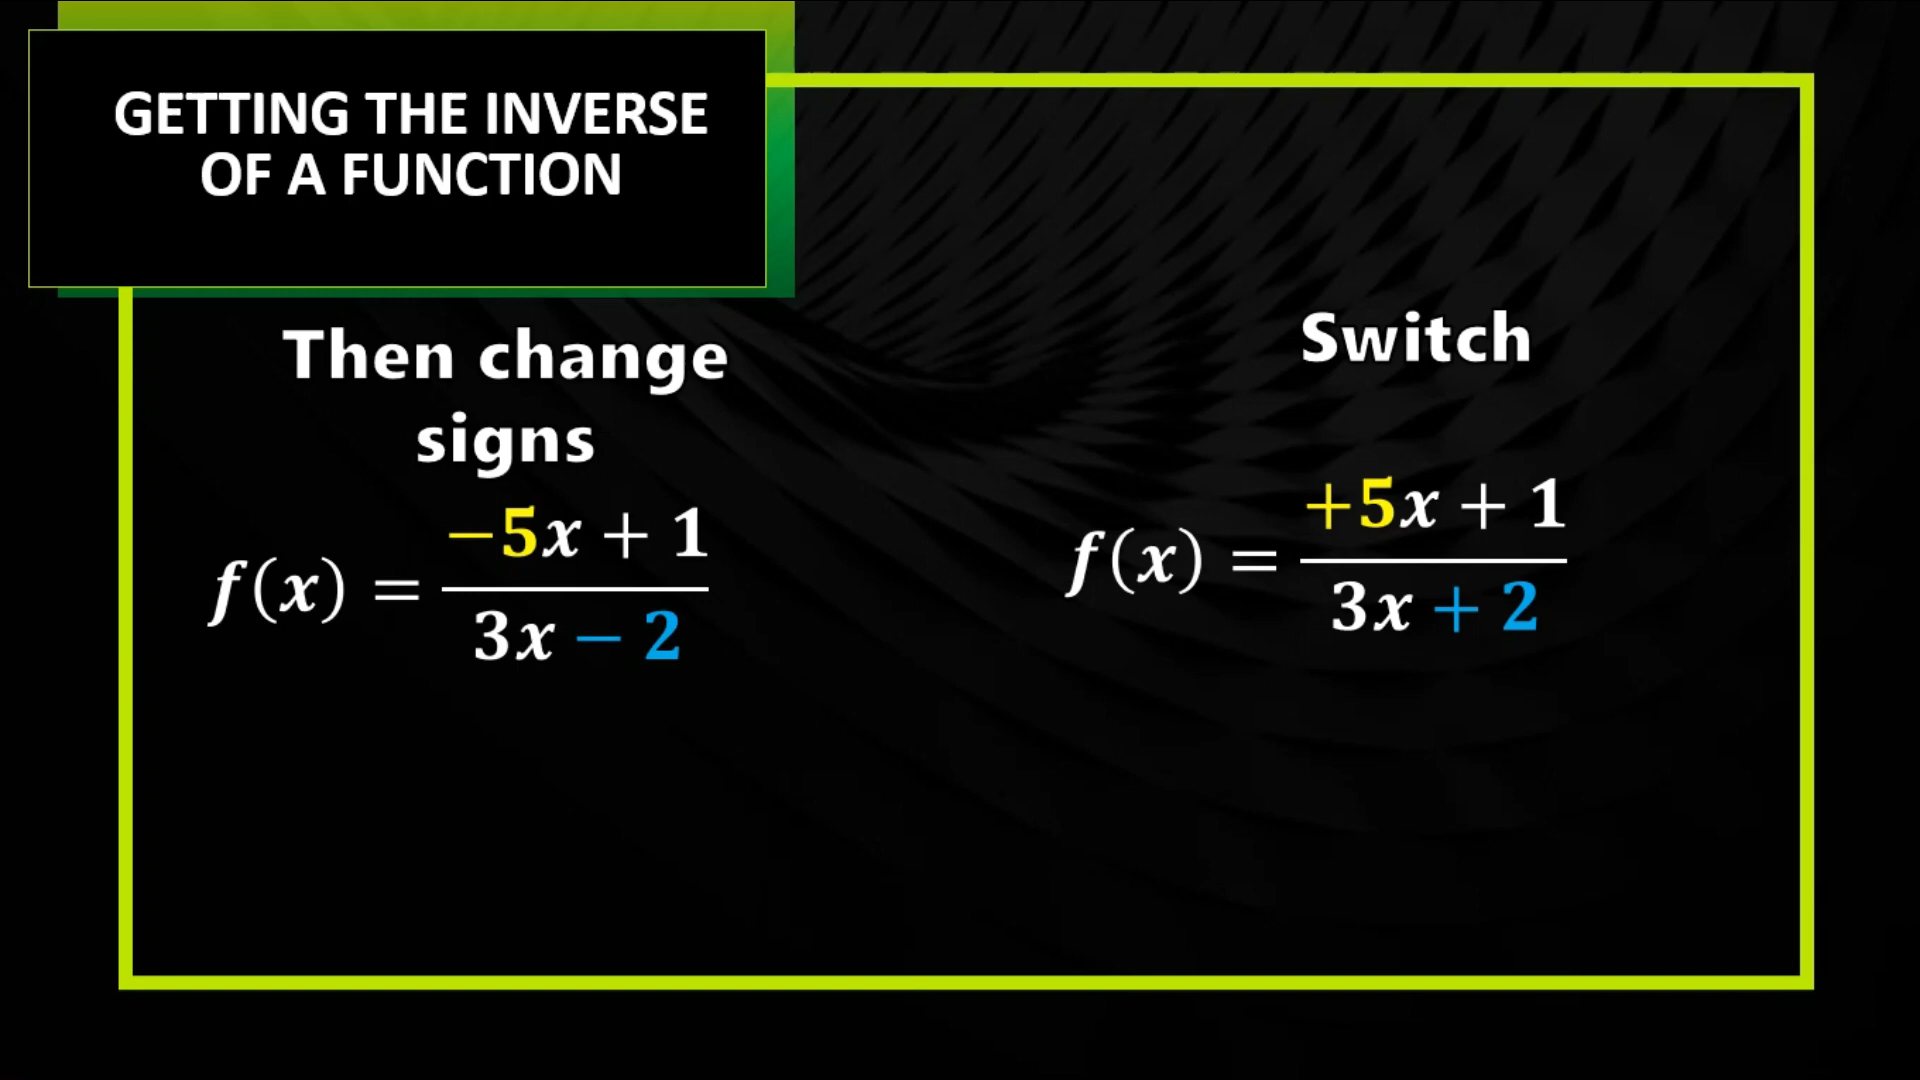 GETTING THE INVERSE
OF A FUNCTION
Then change
signs
f(x) = −5x + 1 / 3x − 2
Switch
f(x) = +5x + 1 / 3x + 2